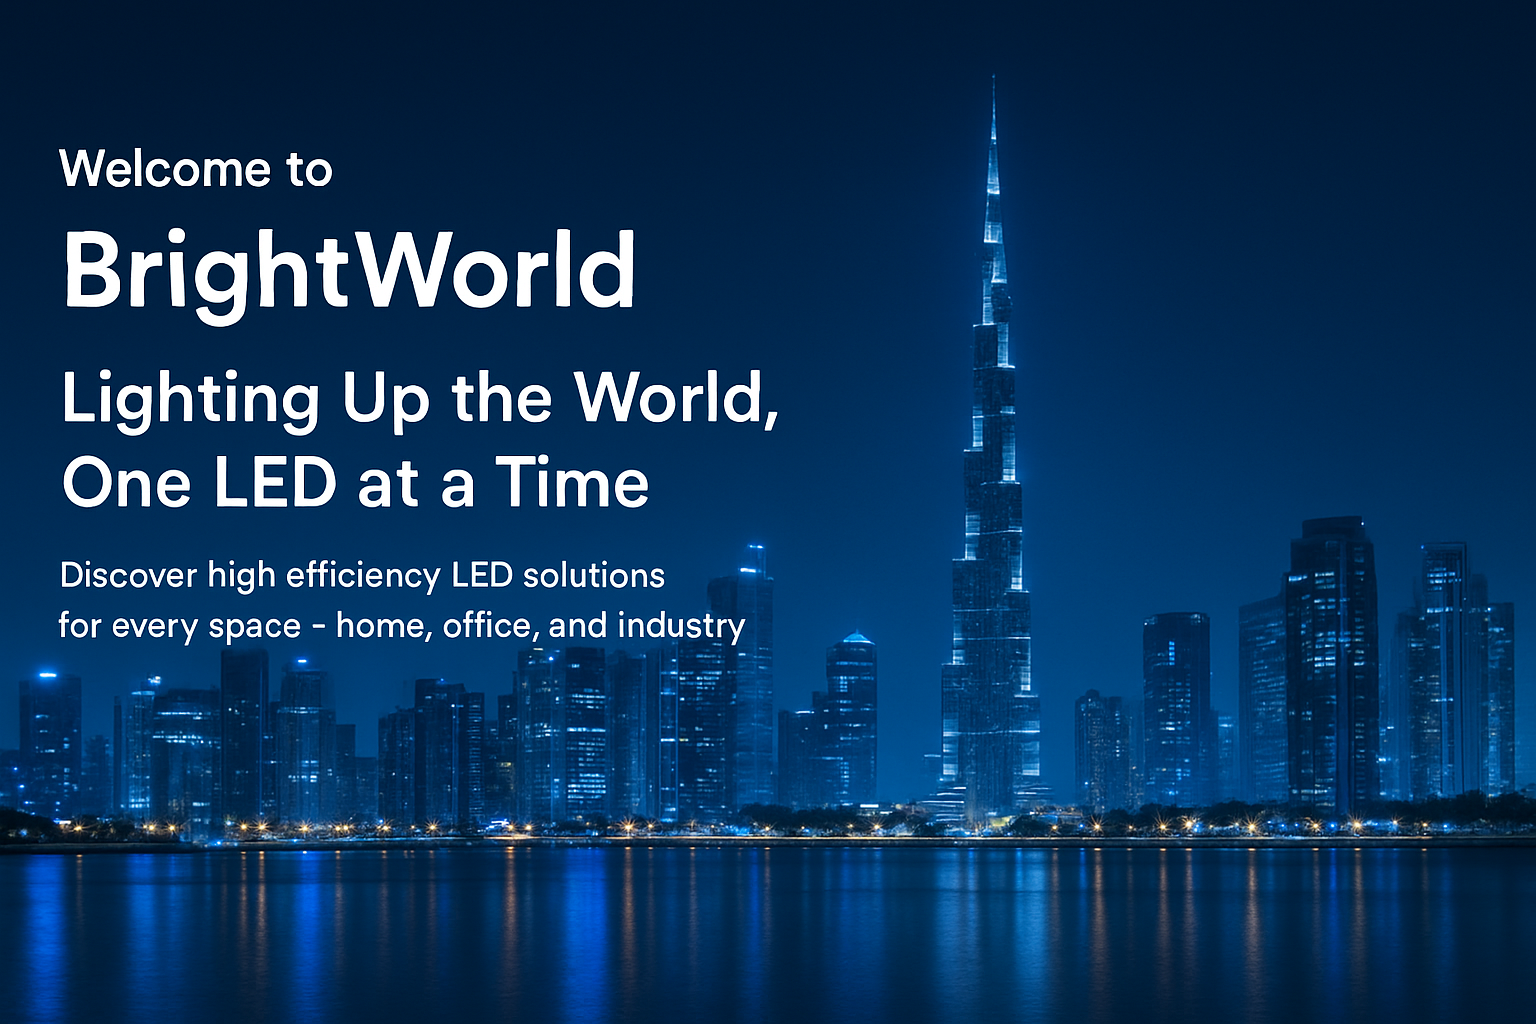 Welcome to
BrightWorld
Lighting Up the World,
One LED at a Time
Discover high efficiency LED solutions
for every space - home, office, and industry